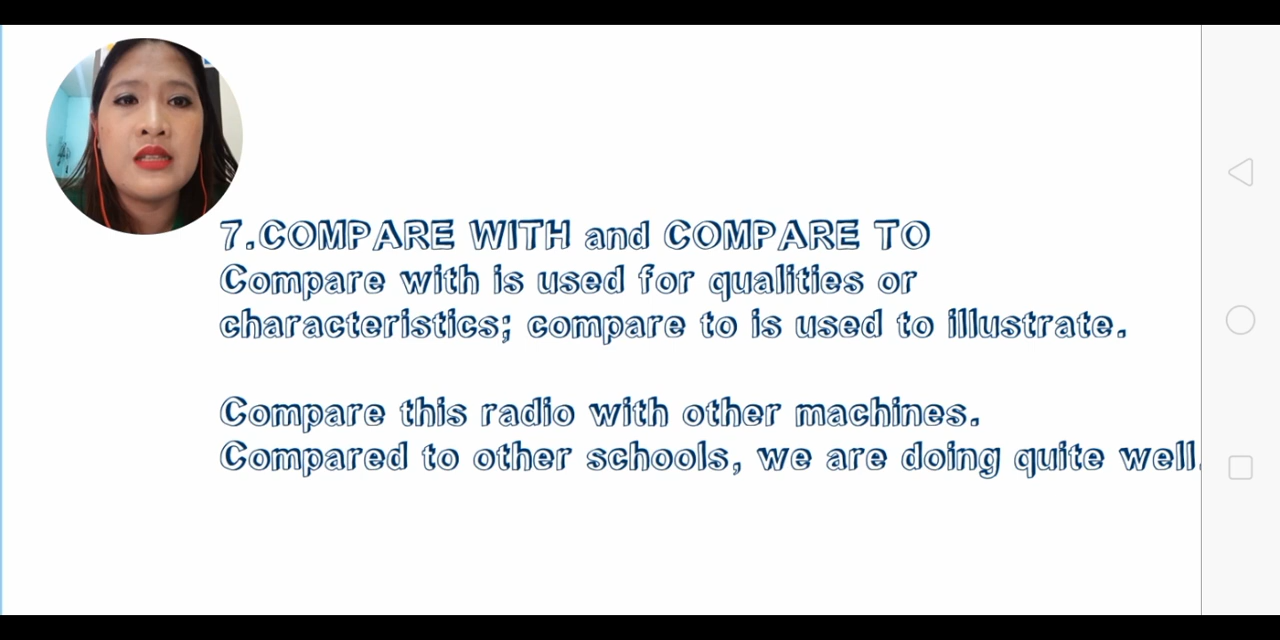 7.COMPARE WITH and COMPARE TO
Compare with is used for qualities or
characteristics; compare to is used to illustrate.
Compare this radio with other machines.
Compared to other schools, we are doing quite well.